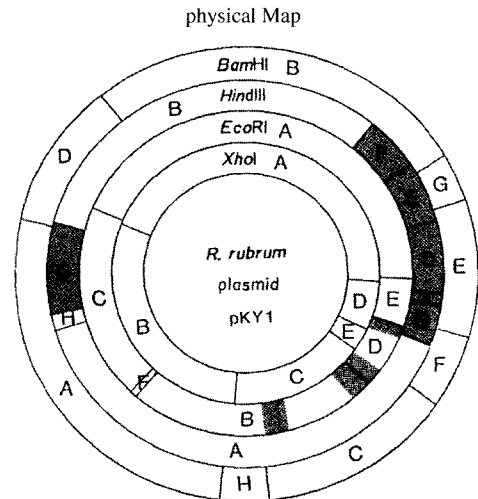 physical Map
BamHI B
B HindIII
EcoRI A
XhoI A
D
G
E
R. rubrum
plasmid
pKY1
C
B
H
D E
E D
F
F
C
A
B
A
C
H